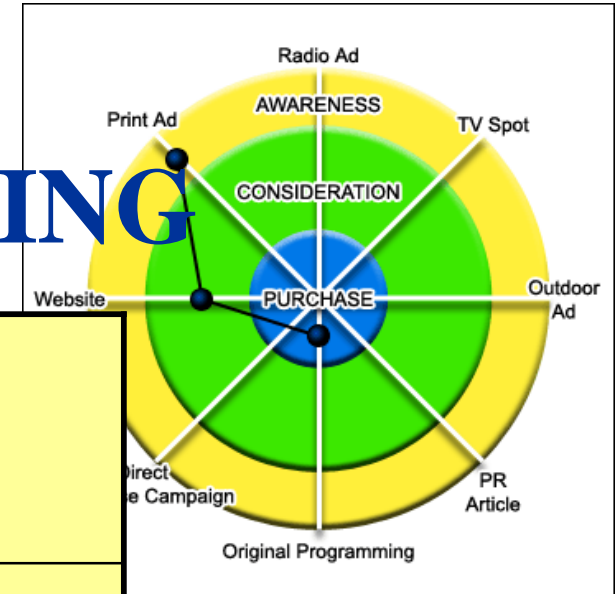 Radio Ad
AWARENESS
Print Ad
TV Spot
ING
CONSIDERATION
Website
PURCHASE
Outdoor
Ad
Direct
Campaign
PR
Article
Original Programming